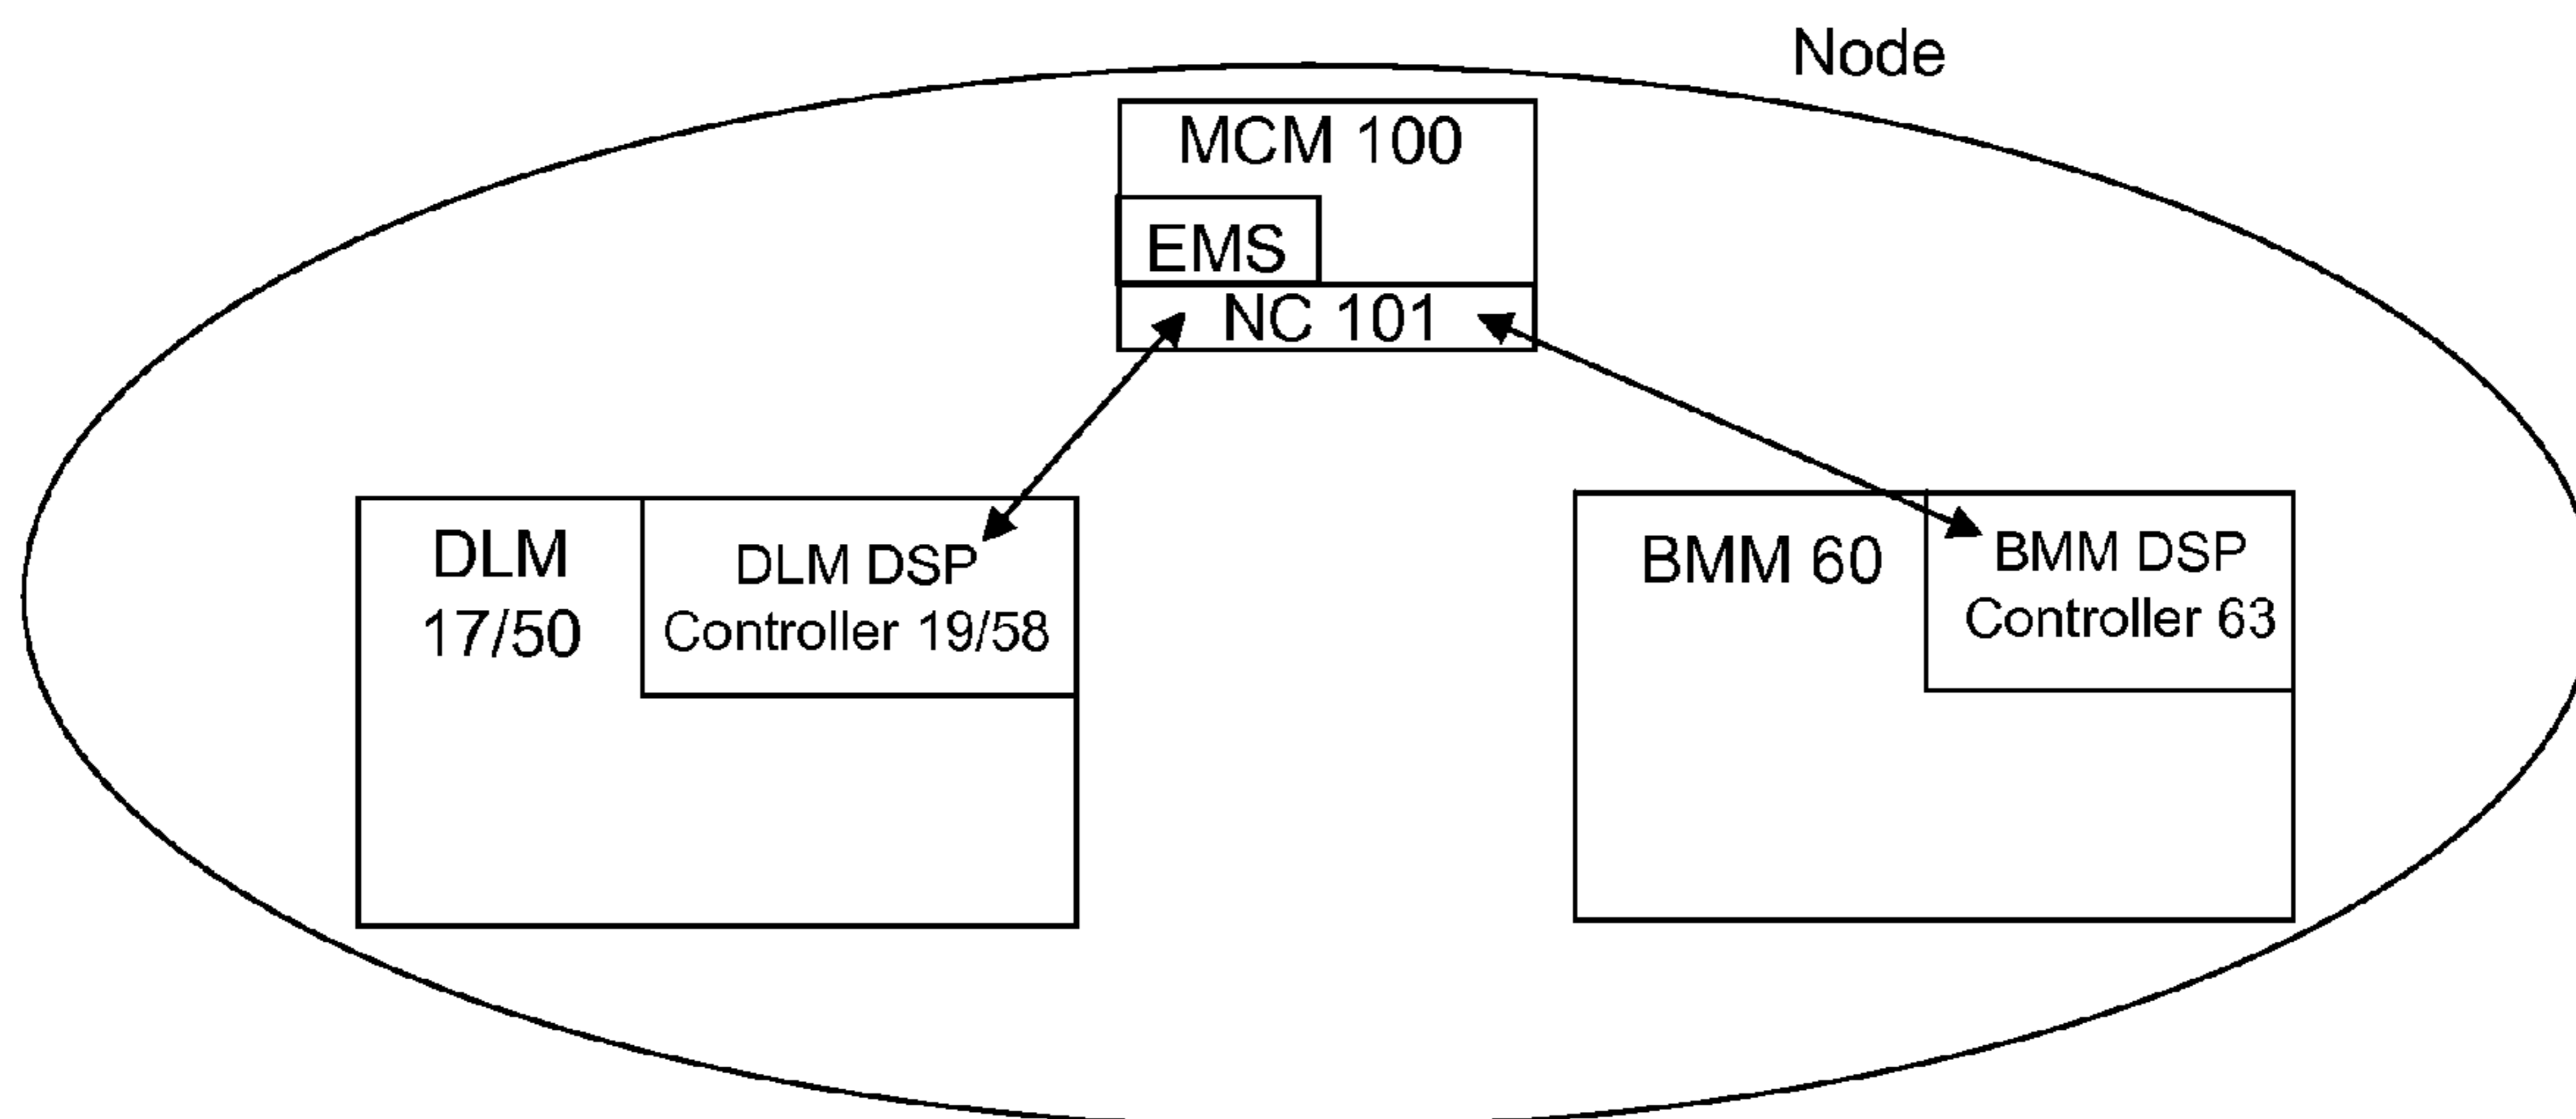 Node
MCM 100
EMS
NC 101
DLM
17/50
DLM DSP
Controller 19/58
BMM 60
BMM DSP
Controller 63